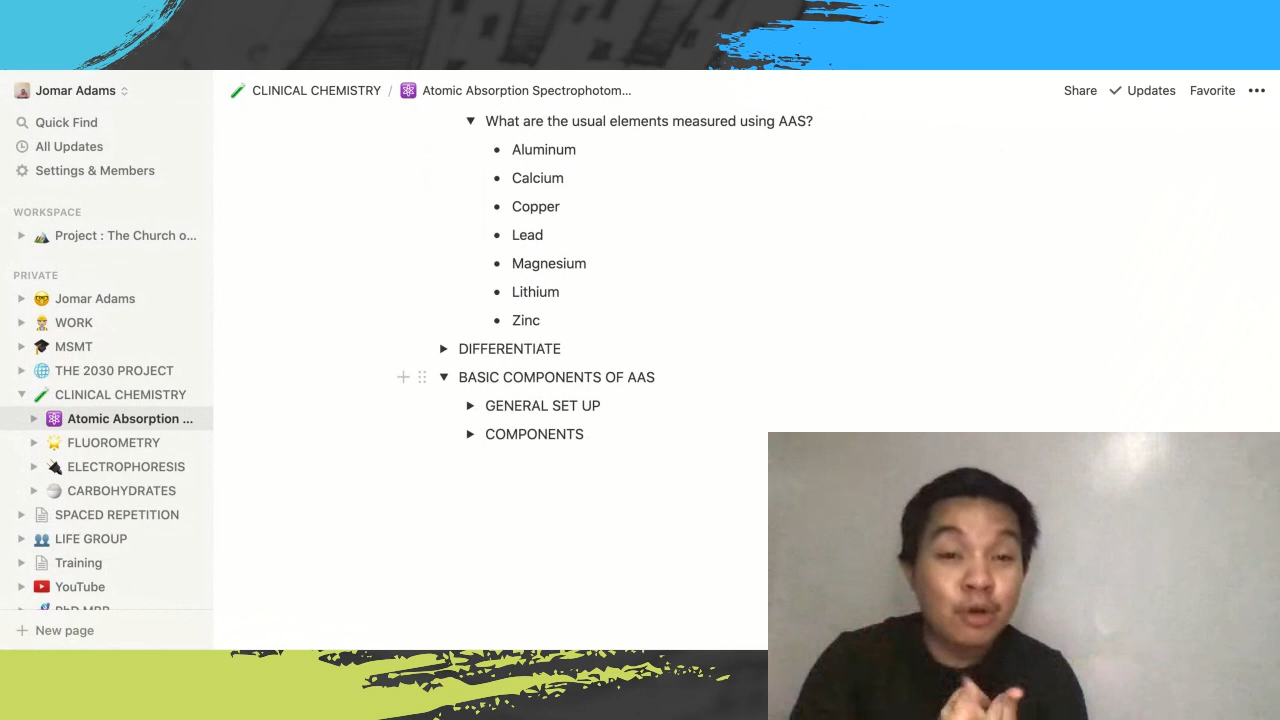 Jomar Adams
Quick Find
All Updates
Settings & Members
WORKSPACE
Project : The Church o...
PRIVATE
Jomar Adams
WORK
MSMT
THE 2030 PROJECT
CLINICAL CHEMISTRY
Atomic Absorption ...
FLUOROMETRY
ELECTROPHORESIS
CARBOHYDRATES
SPACED REPETITION
LIFE GROUP
Training
YouTube
PhD MBB
New page
CLINICAL CHEMISTRY / Atomic Absorption Spectrophotom...
Share Updates Favorite
What are the usual elements measured using AAS?
Aluminum
Calcium
Copper
Lead
Magnesium
Lithium
Zinc
DIFFERENTIATE
BASIC COMPONENTS OF AAS
GENERAL SET UP
COMPONENTS